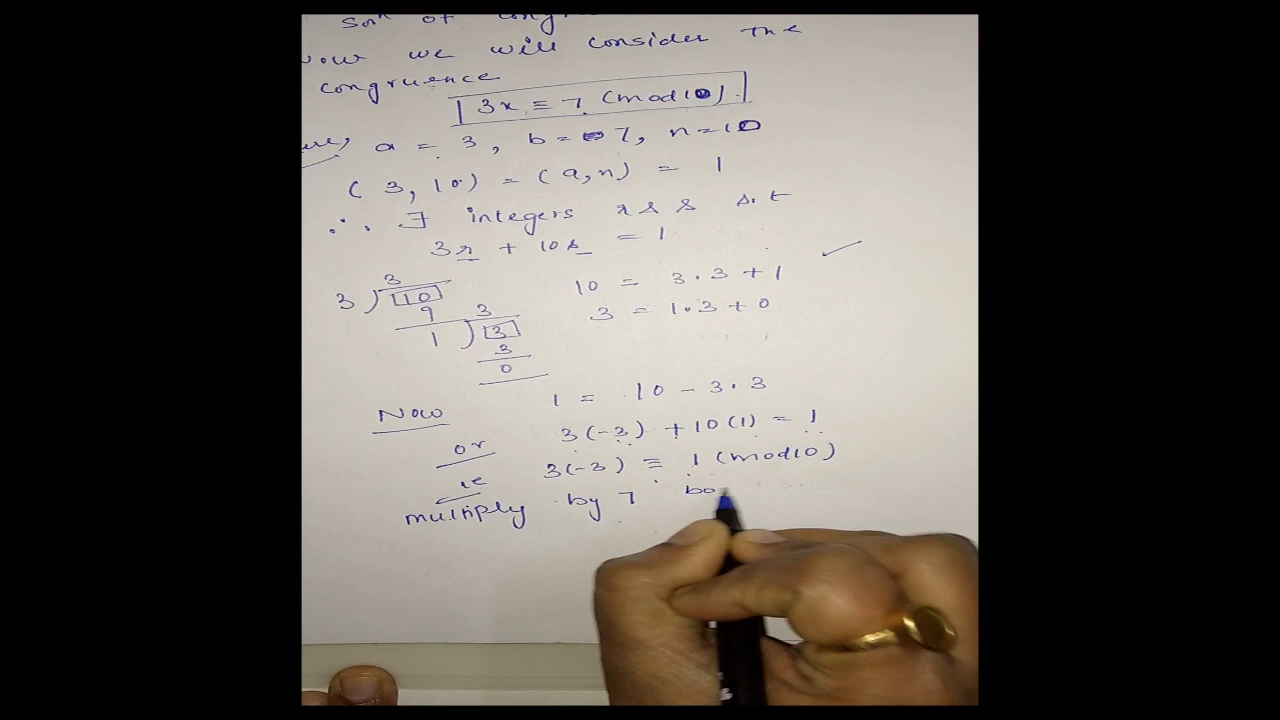 Sol^n of
Now we will consider the
congruence
3x ≡ 7 (mod 10).
a = 3, b = 7, n = 10
(3, 10) = (a, n) = 1
∴ ∃ integers r & s s.t
3r + 10s = 1
3 ) 10 ( 3
9
1 ) 3 ( 3
3
0
10 = 3.3 + 1
3 = 1.3 + 0
Now 1 = 10 - 3.3
or 3(-3) + 10(1) = 1
ie 3(-3) ≡ 1 (mod 10)
multiply by 7 bo